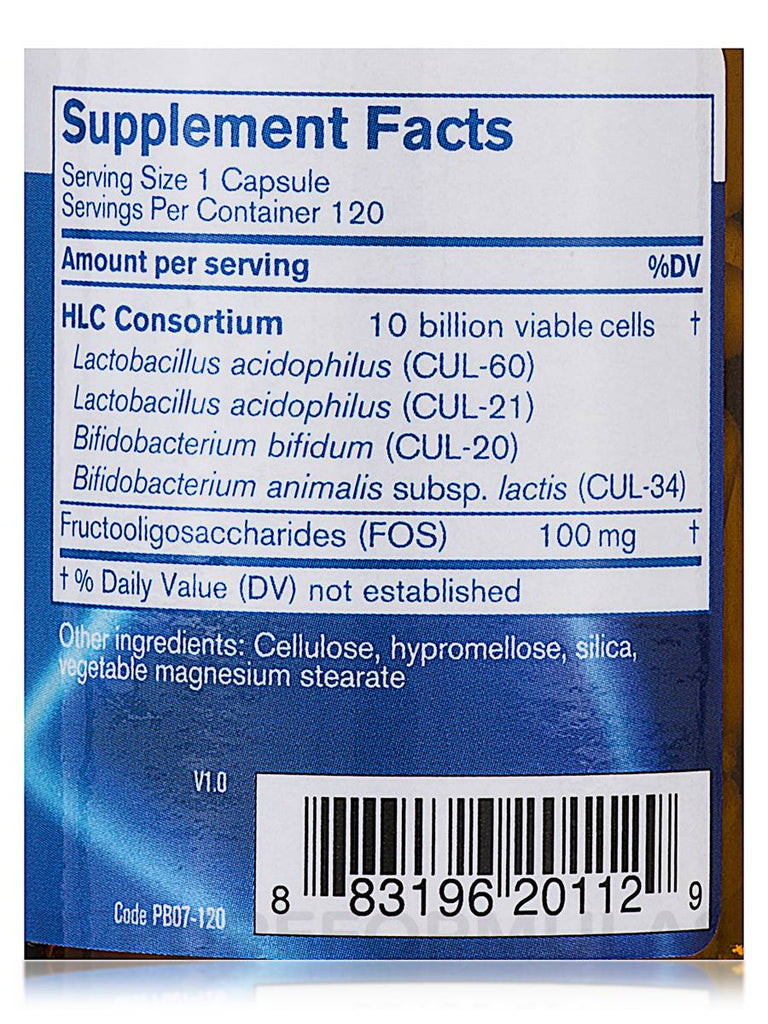 Supplement Facts
Serving Size 1 Capsule
Servings Per Container 120
Amount per serving %DV
HLC Consortium 10 billion viable cells †
Lactobacillus acidophilus (CUL-60)
Lactobacillus acidophilus (CUL-21)
Bifidobacterium bifidum (CUL-20)
Bifidobacterium animalis subsp. lactis (CUL-34)
Fructooligosaccharides (FOS) 100 mg †
† % Daily Value (DV) not established
Other ingredients: Cellulose, hypromellose, silica,
vegetable magnesium stearate
V1.0
8 83196 20112 9
Code PB07-120